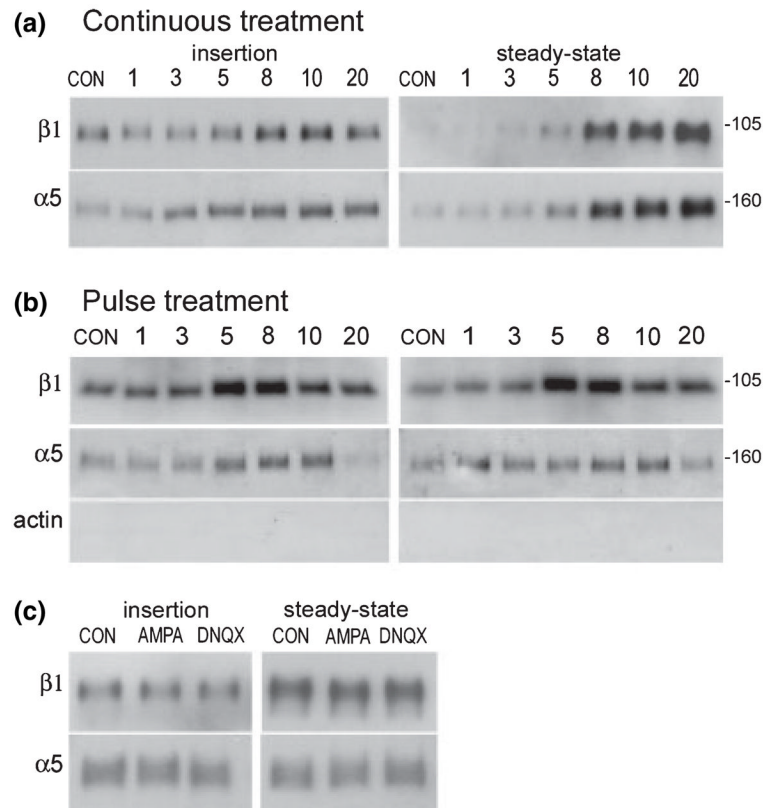 (a) Continuous treatment
insertion steady-state
CON 1 3 5 8 10 20 CON 1 3 5 8 10 20
β1 -105
α5 -160
(b) Pulse treatment
CON 1 3 5 8 10 20 CON 1 3 5 8 10 20
β1 -105
α5 -160
actin
(c) insertion steady-state
CON AMPA DNQX CON AMPA DNQX
β1
α5